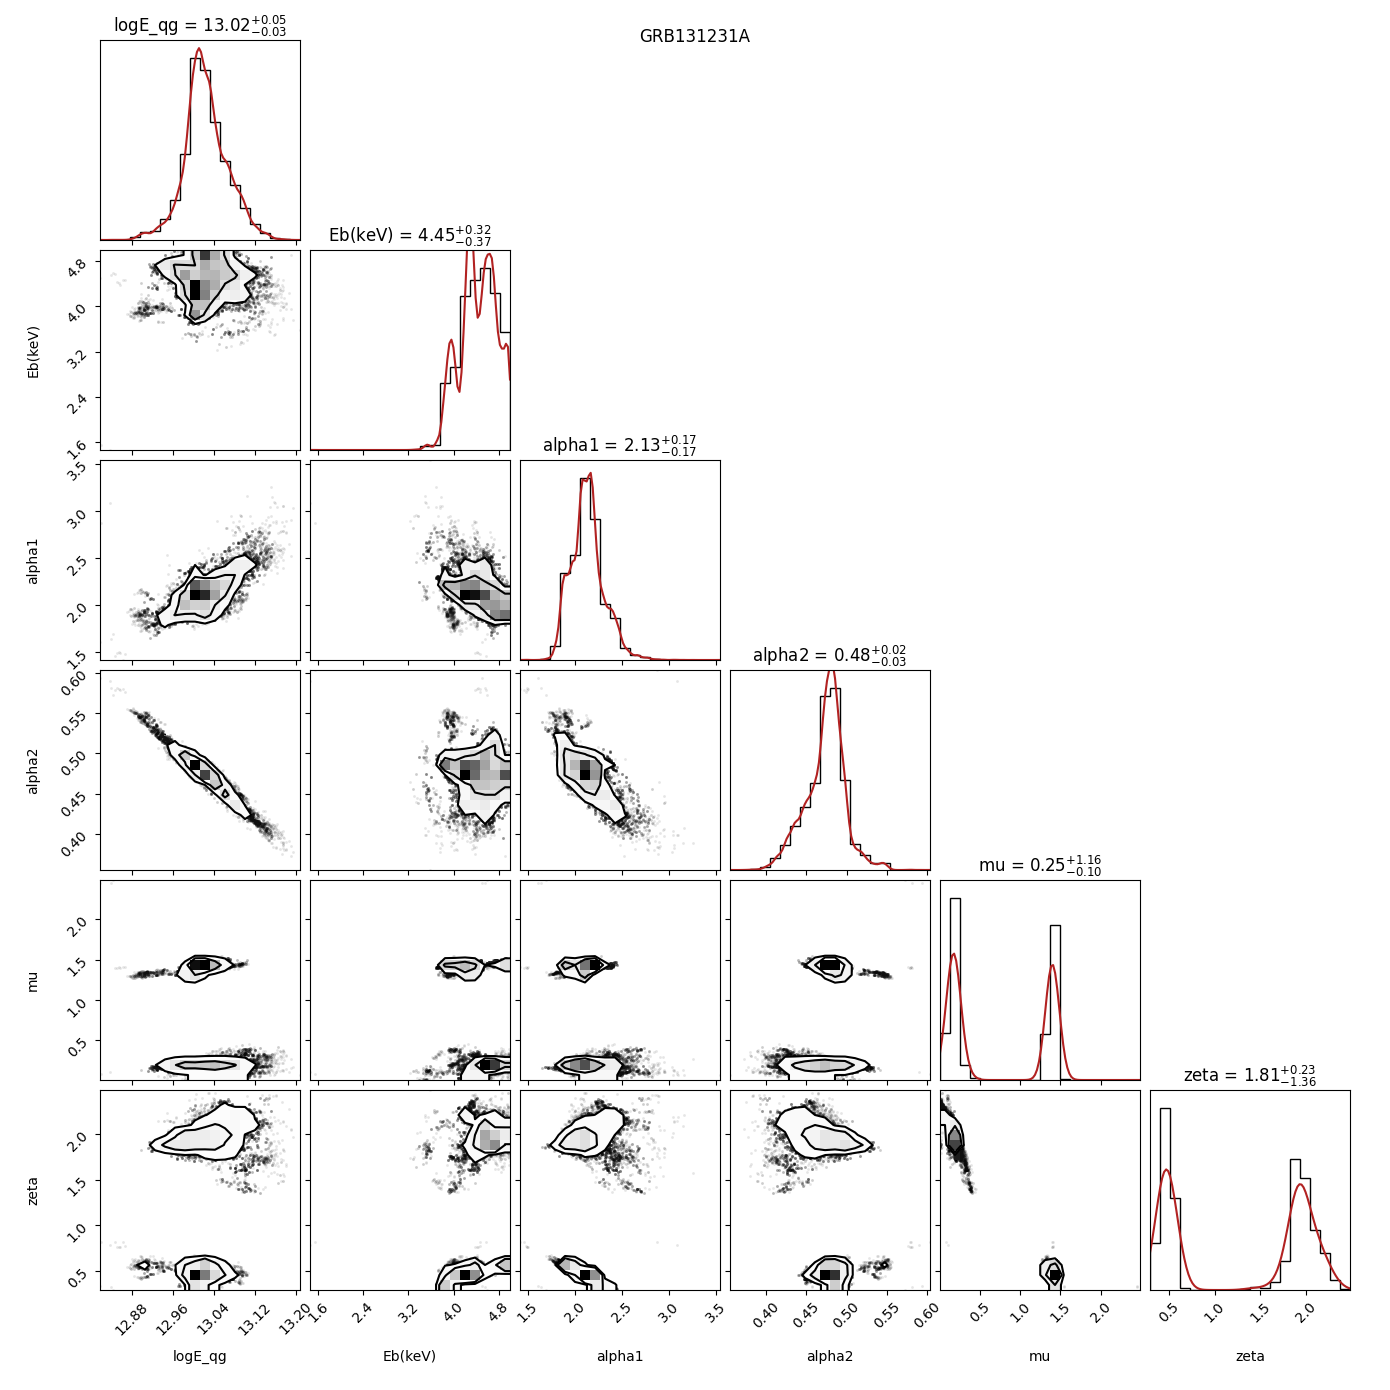 logE_qg = 13.02+0.05 −0.03
GRB131231A
Eb(keV) = 4.45+0.32 −0.37
4.8
4.0
3.2
2.4
1.6
Eb(keV)
alpha1 = 2.13+0.17 −0.17
3.5
3.0
2.5
2.0
1.5
alpha1
alpha2 = 0.48+0.02 −0.03
0.60
0.55
0.50
0.45
0.40
alpha2
mu = 0.25+1.16 −0.10
2.0
1.5
1.0
0.5
mu
zeta = 1.81+0.23 −1.36
2.0
1.5
1.0
0.5
zeta
12.88 12.96 13.04 13.12 13.20 1.6 2.4 3.2 4.0 4.8 1.5 2.0 2.5 3.0 3.5 0.40 0.45 0.50 0.55 0.60 0.5 1.0 1.5 2.0 0.5 1.0 1.5 2.0
logE_qg Eb(keV) alpha1 alpha2 mu zeta